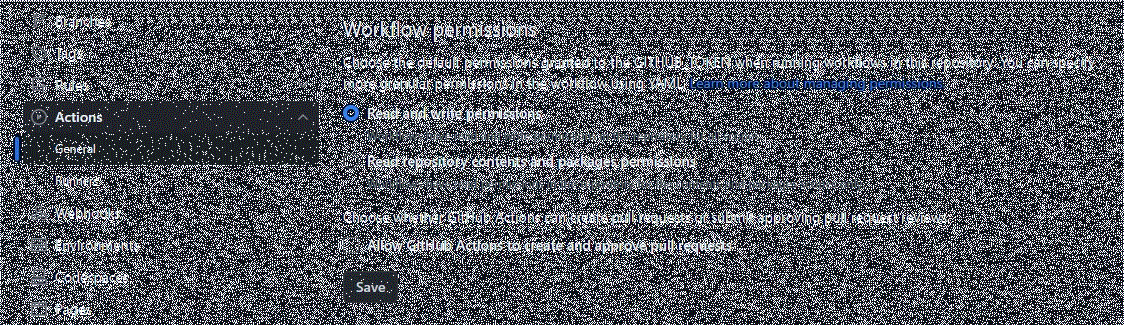 Branches
Tags
Rules
Actions
General
Runners
Webhooks
Environments
Codespaces
Pages
Workflow permissions
Choose the default permissions granted to the GITHUB_TOKEN when running workflows in this repository. You can specify
more granular permissions in the workflow using YAML. Learn more about managing permissions.
Read and write permissions
Read repository contents and packages permissions
Choose whether GitHub Actions can create pull requests or submit approving pull request reviews.
Allow GitHub Actions to create and approve pull requests
Save